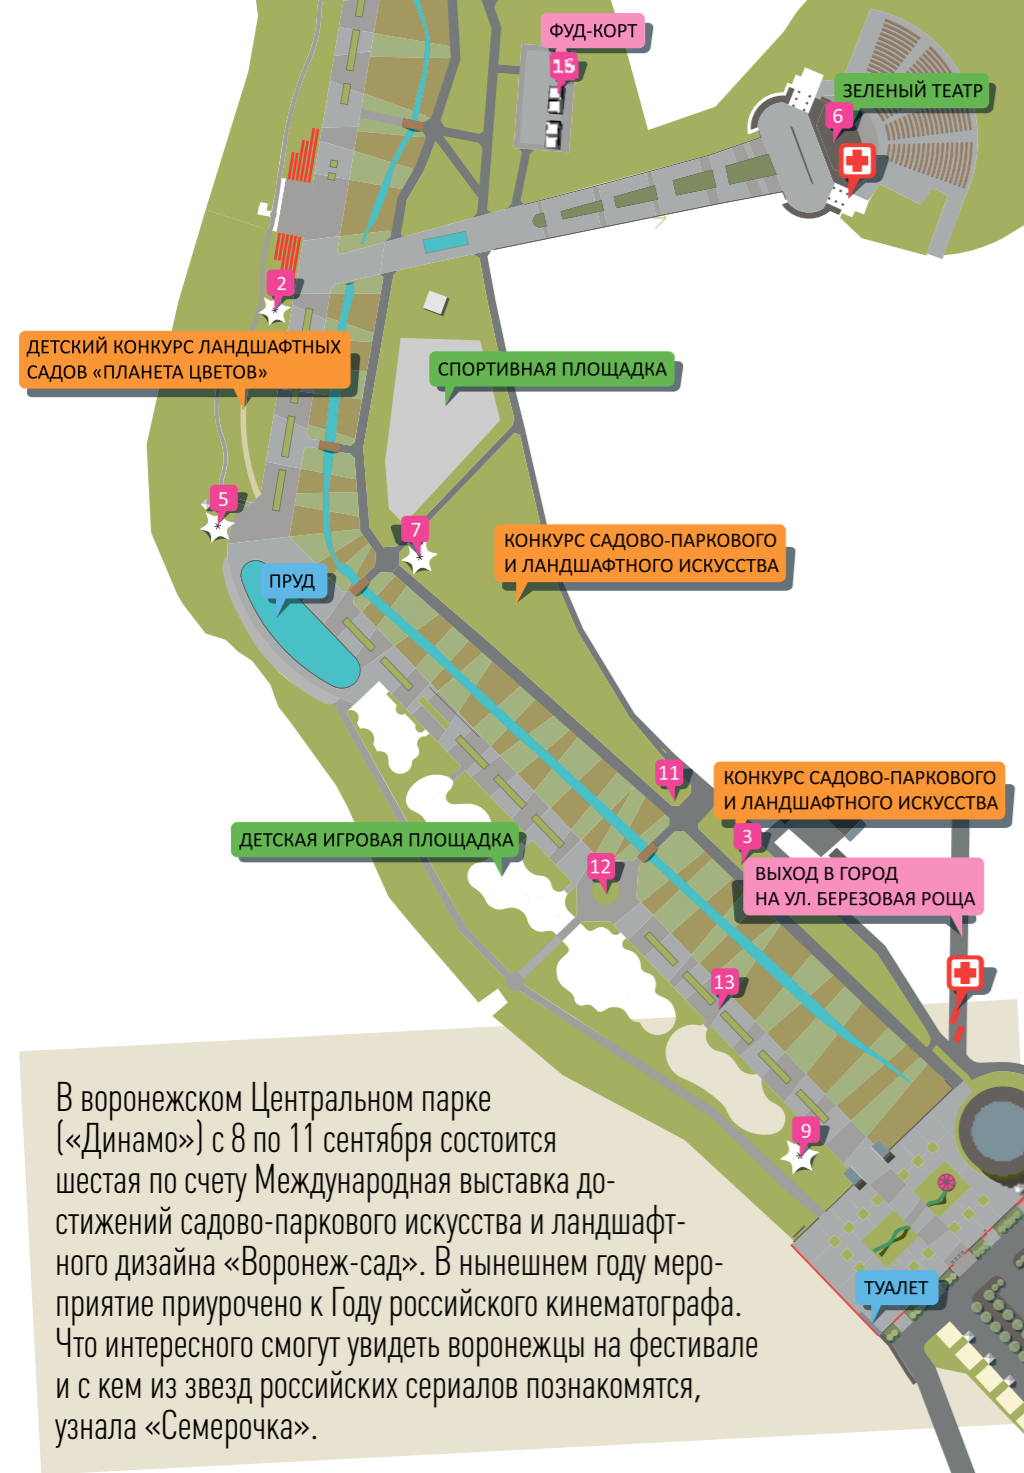 ФУД-КОРТ
15
ЗЕЛЕНЫЙ ТЕАТР
6
2
ДЕТСКИЙ КОНКУРС ЛАНДШАФТНЫХ
САДОВ «ПЛАНЕТА ЦВЕТОВ»
СПОРТИВНАЯ ПЛОЩАДКА
5
7
КОНКУРС САДОВО-ПАРКОВОГО
И ЛАНДШАФТНОГО ИСКУССТВА
ПРУД
11
КОНКУРС САДОВО-ПАРКОВОГО
И ЛАНДШАФТНОГО ИСКУССТВА
3
ДЕТСКАЯ ИГРОВАЯ ПЛОЩАДКА
12
ВЫХОД В ГОРОД
НА УЛ. БЕРЕЗОВАЯ РОЩА
13
9
В воронежском Центральном парке
(«Динамо») с 8 по 11 сентября состоится
шестая по счету Международная выставка до-
стижений садово-паркового искусства и ландшафт-
ного дизайна «Воронеж-сад». В нынешнем году меро-
приятие приурочено к Году российского кинематографа.
Что интересного смогут увидеть воронежцы на фестивале
и с кем из звезд российских сериалов познакомятся,
узнала «Семерочка».
ТУАЛЕТ